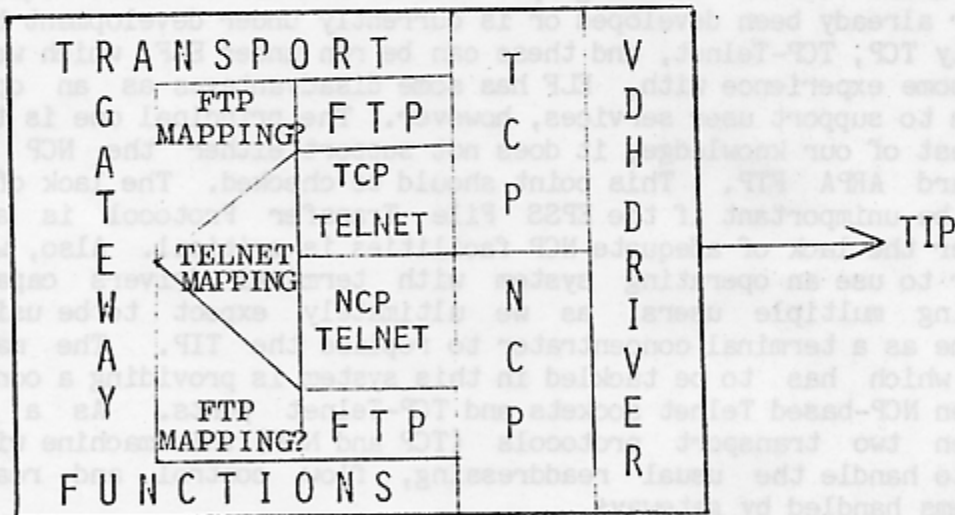 TRANSPOR
GATEWAY
FUNCTIONS
FTP
MAPPING?
TELNET
MAPPING
FTP
MAPPING?
FTP
TCP
TELNET
NCP
TELNET
FTP
TCP
NCP
VDH DRIVER
TIP